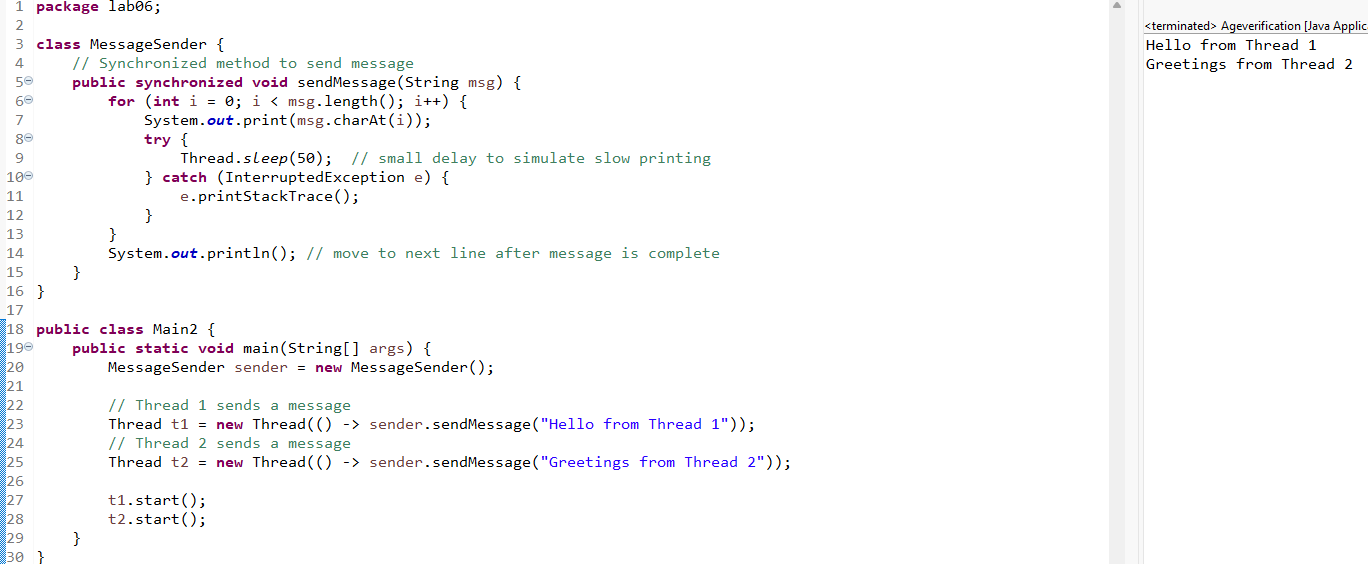 1 package lab06;
2
3 class MessageSender {
4     // Synchronized method to send message
5     public synchronized void sendMessage(String msg) {
6         for (int i = 0; i < msg.length(); i++) {
7             System.out.print(msg.charAt(i));
8             try {
9                 Thread.sleep(50);  // small delay to simulate slow printing
10             } catch (InterruptedException e) {
11                 e.printStackTrace();
12             }
13         }
14         System.out.println(); // move to next line after message is complete
15     }
16 }
17
18 public class Main2 {
19     public static void main(String[] args) {
20         MessageSender sender = new MessageSender();
21
22         // Thread 1 sends a message
23         Thread t1 = new Thread(() -> sender.sendMessage("Hello from Thread 1"));
24         // Thread 2 sends a message
25         Thread t2 = new Thread(() -> sender.sendMessage("Greetings from Thread 2"));
26
27         t1.start();
28         t2.start();
29     }
30 }
<terminated> Ageverification [Java Applic
Hello from Thread 1
Greetings from Thread 2